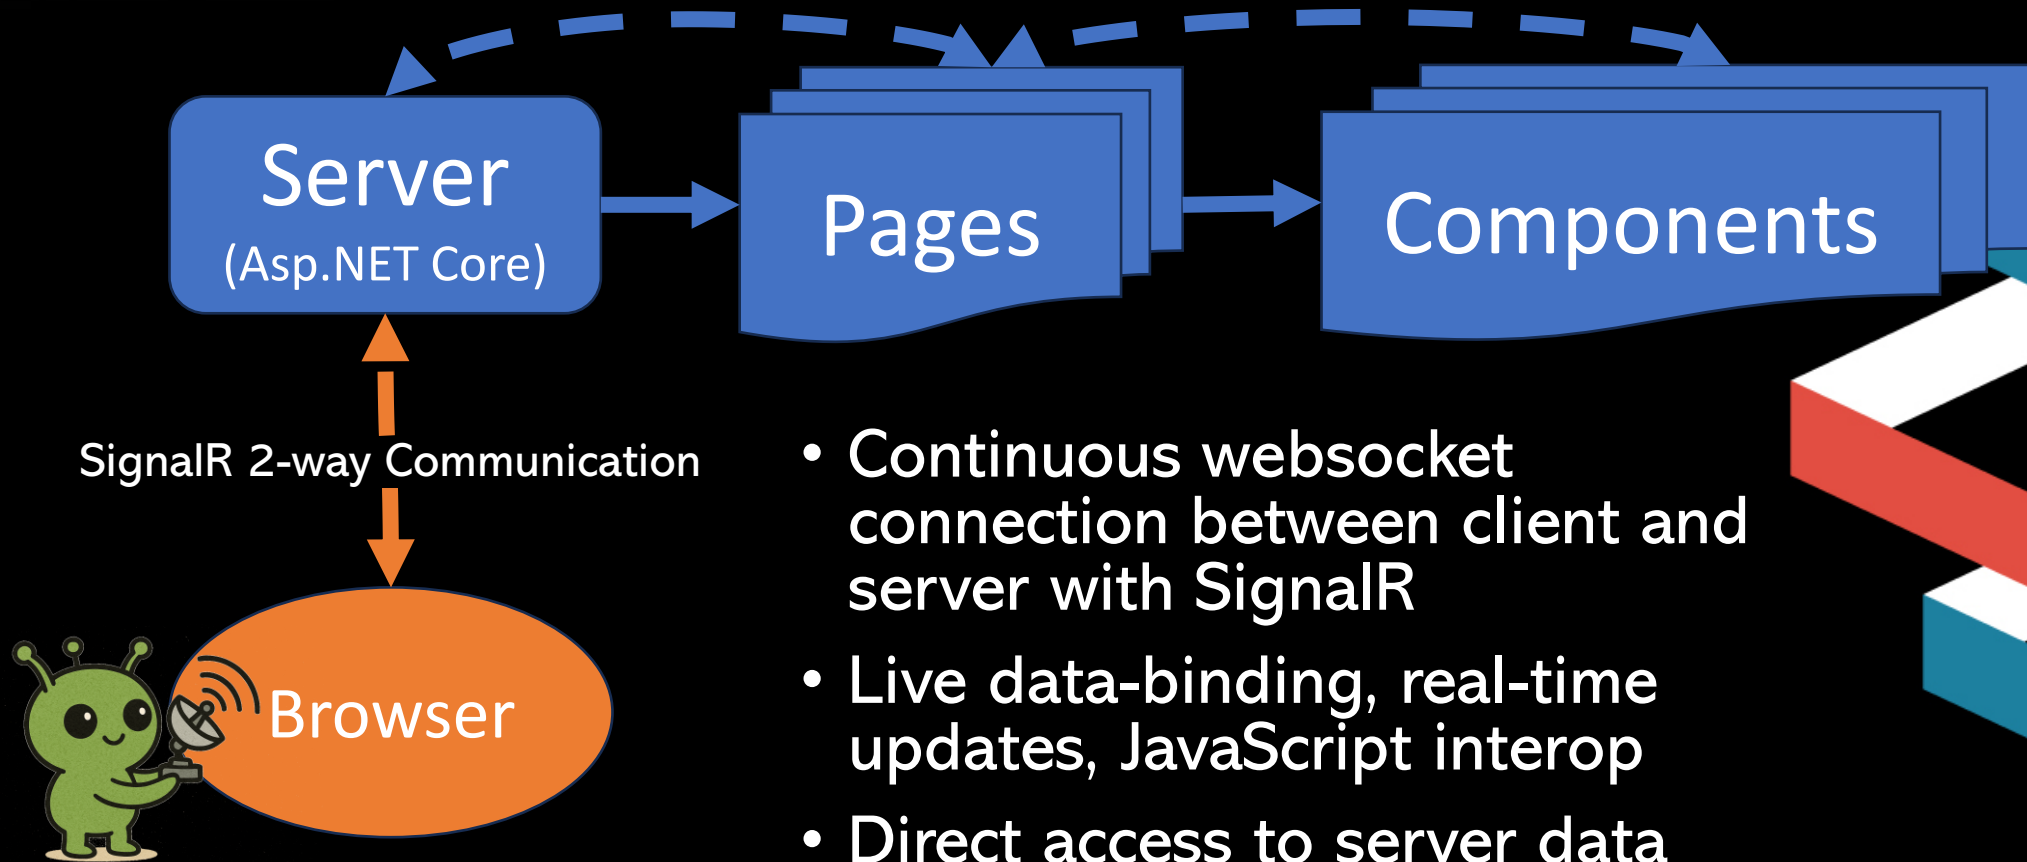 Server
(Asp.NET Core)
Pages
Components
SignalR 2-way Communication
Browser
• Continuous websocket
connection between client and
server with SignalR
• Live data-binding, real-time
updates, JavaScript interop
• Direct access to server data